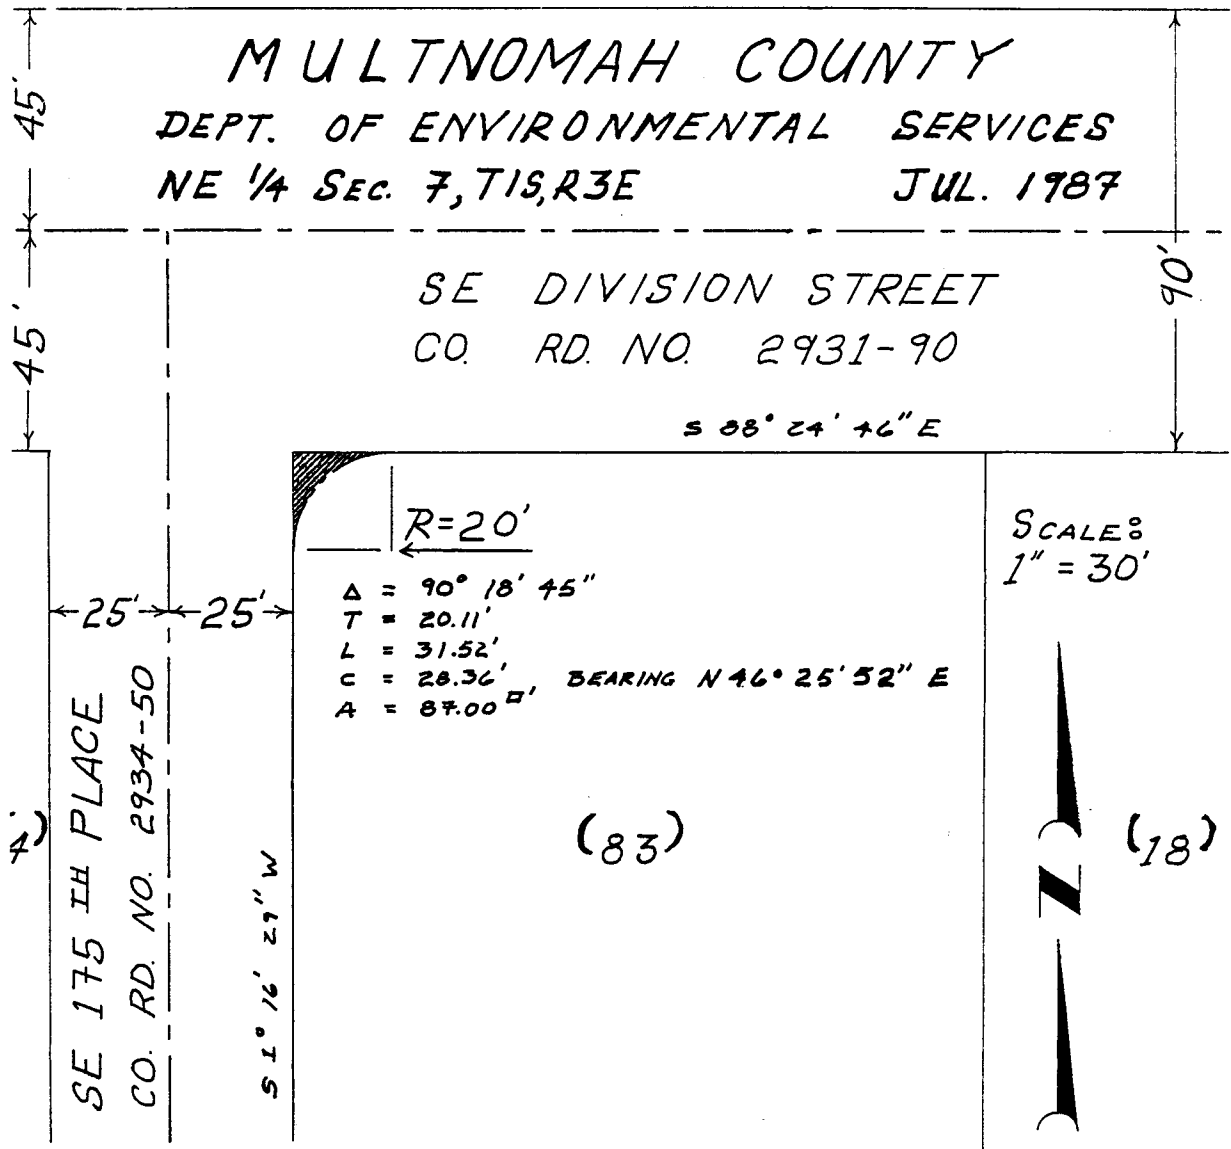 MULTNOMAH COUNTY
DEPT. OF ENVIRONMENTAL SERVICES
NE 1/4 SEC. 7, T1S, R3E JUL. 1987
45'
45'
90'
SE DIVISION STREET
CO. RD. NO. 2931-90
S 88° 24' 46" E
R=20'
SCALE:
1" = 30'
Δ = 90° 18' 45"
T = 20.11'
L = 31.52'
C = 28.36' BEARING N 46° 25' 52" E
A = 87.00 □'
25'
25'
SE 175 TH PLACE
CO. RD. NO. 2934-50
S 1° 16' 29" W
4)
(83)
(18)
N